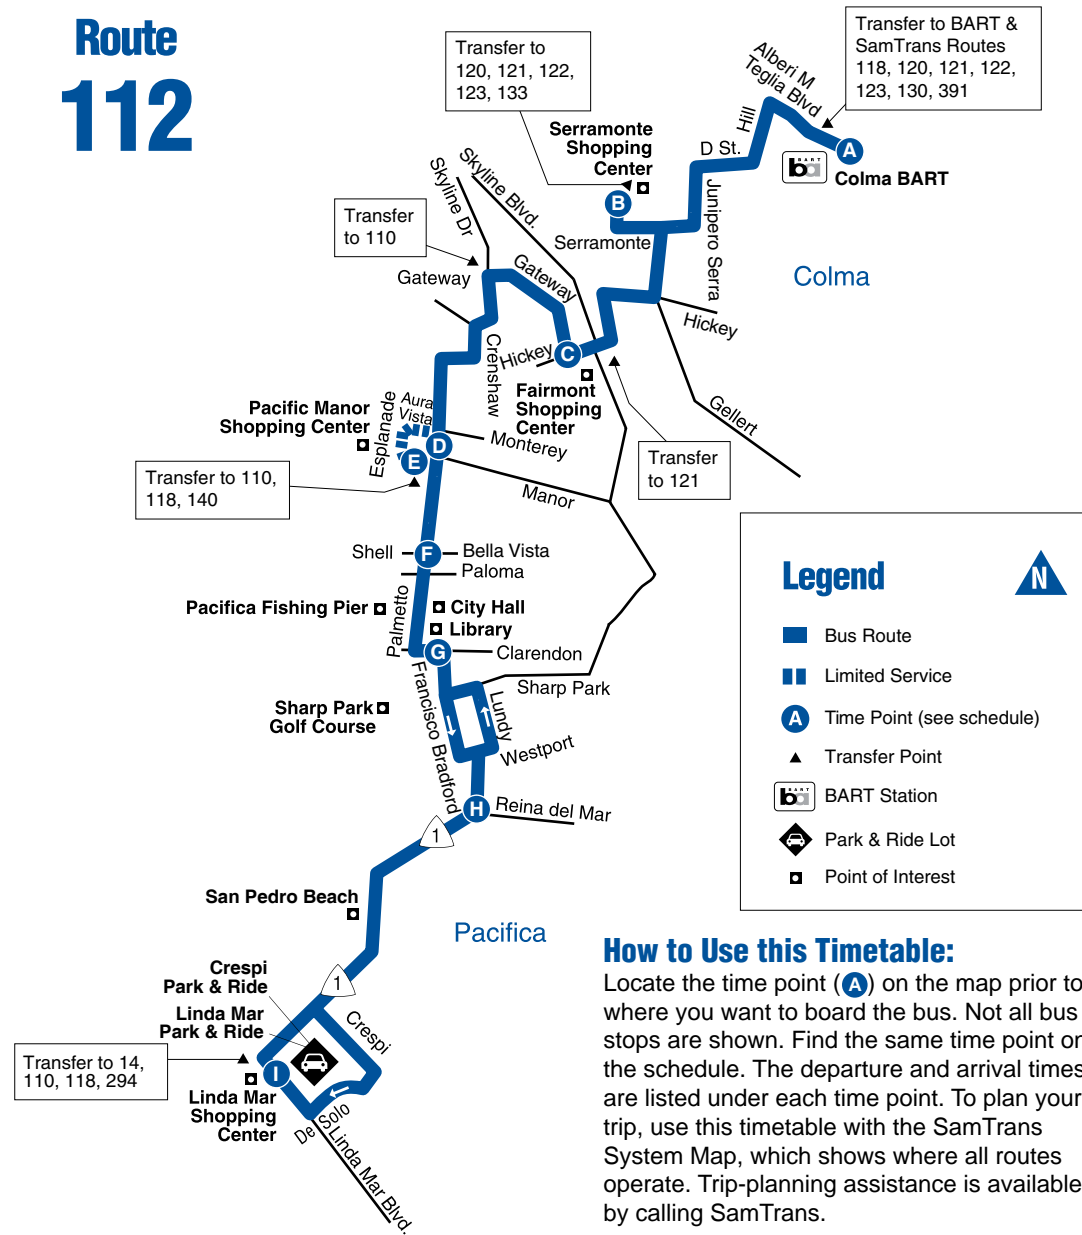 Route
112
Transfer to
120, 121, 122,
123, 133
Transfer to BART &
SamTrans Routes
118, 120, 121, 122,
123, 130, 391
Alberi M
Teglia Blvd
Hill
D St.
A
BART
ba
Colma BART
Serramonte
Shopping
Center
B
Serramonte
Junipero Serra
Colma
Skyline Blvd.
Skyline Dr
Transfer
to 110
Gateway
Gateway
Hickey
Hickey
C
Crenshaw
Fairmont
Shopping
Center
Gellert
Transfer
to 121
Pacific Manor
Shopping Center
Aura
Vista
Esplanade
D
Monterey
E
Manor
Transfer to 110,
118, 140
Shell
F
Bella Vista
Paloma
Pacifica Fishing Pier
Palmetto
City Hall
Library
G
Clarendon
Sharp Park
Francisco Bradford
Lundy
Sharp Park
Golf Course
Westport
H
Reina del Mar
1
San Pedro Beach
Pacifica
1
Crespi
Park & Ride
Linda Mar
Park & Ride
Crespi
Transfer to 14,
110, 118, 294
I
Linda Mar
Shopping
Center
De Solo
Linda Mar Blvd.
Legend
N
Bus Route
Limited Service
A Time Point (see schedule)
Transfer Point
BART
ba BART Station
Park & Ride Lot
Point of Interest
How to Use this Timetable:
Locate the time point (A) on the map prior to
where you want to board the bus. Not all bus
stops are shown. Find the same time point on
the schedule. The departure and arrival times
are listed under each time point. To plan your
trip, use this timetable with the SamTrans
System Map, which shows where all routes
operate. Trip-planning assistance is available
by calling SamTrans.